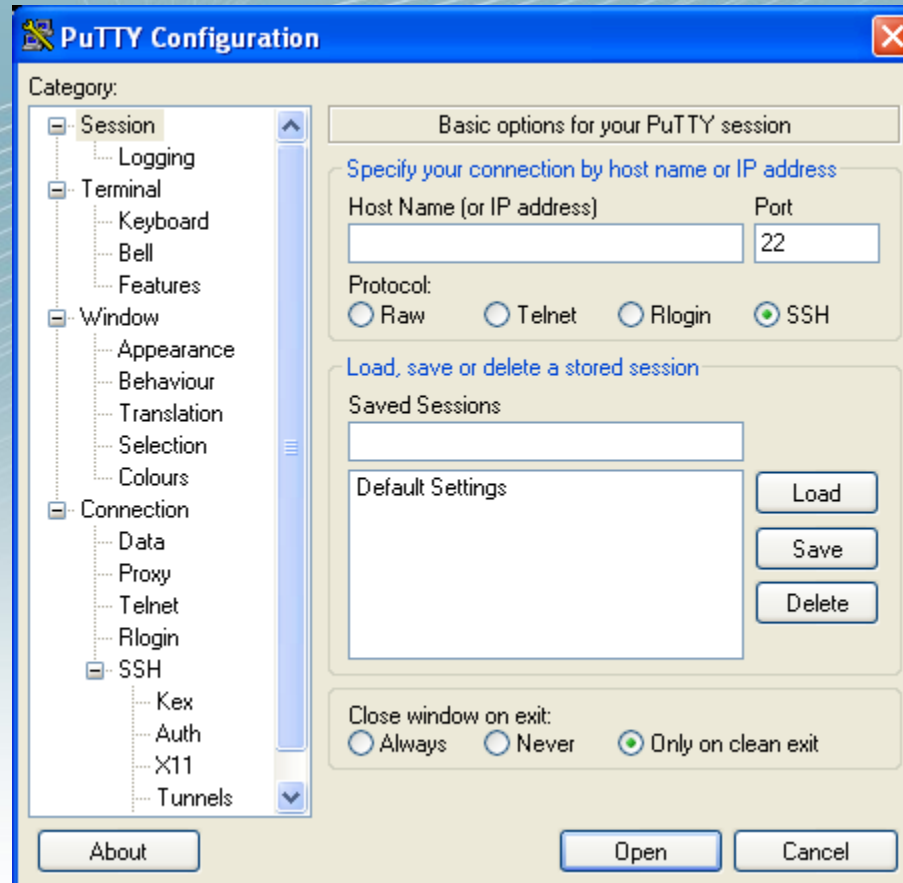 PuTTY Configuration
Category:
Session
Logging
Terminal
Keyboard
Bell
Features
Window
Appearance
Behaviour
Translation
Selection
Colours
Connection
Data
Proxy
Telnet
Rlogin
SSH
Kex
Auth
X11
Tunnels
Basic options for your PuTTY session
Specify your connection by host name or IP address
Host Name (or IP address) Port
22
Protocol:
Raw Telnet Rlogin SSH
Load, save or delete a stored session
Saved Sessions
Default Settings
Load
Save
Delete
Close window on exit:
Always Never Only on clean exit
About Open Cancel